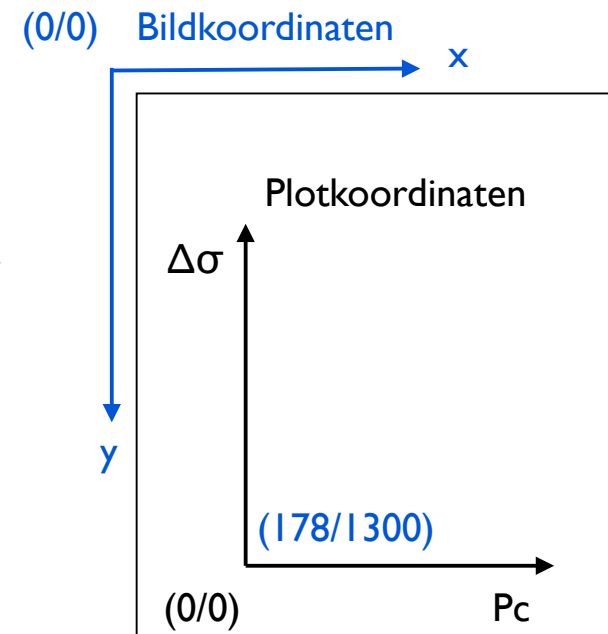 (0/0) Bildkoordinaten
x
Plotkoordinaten
Δσ
y
(178/1300)
(0/0) Pc